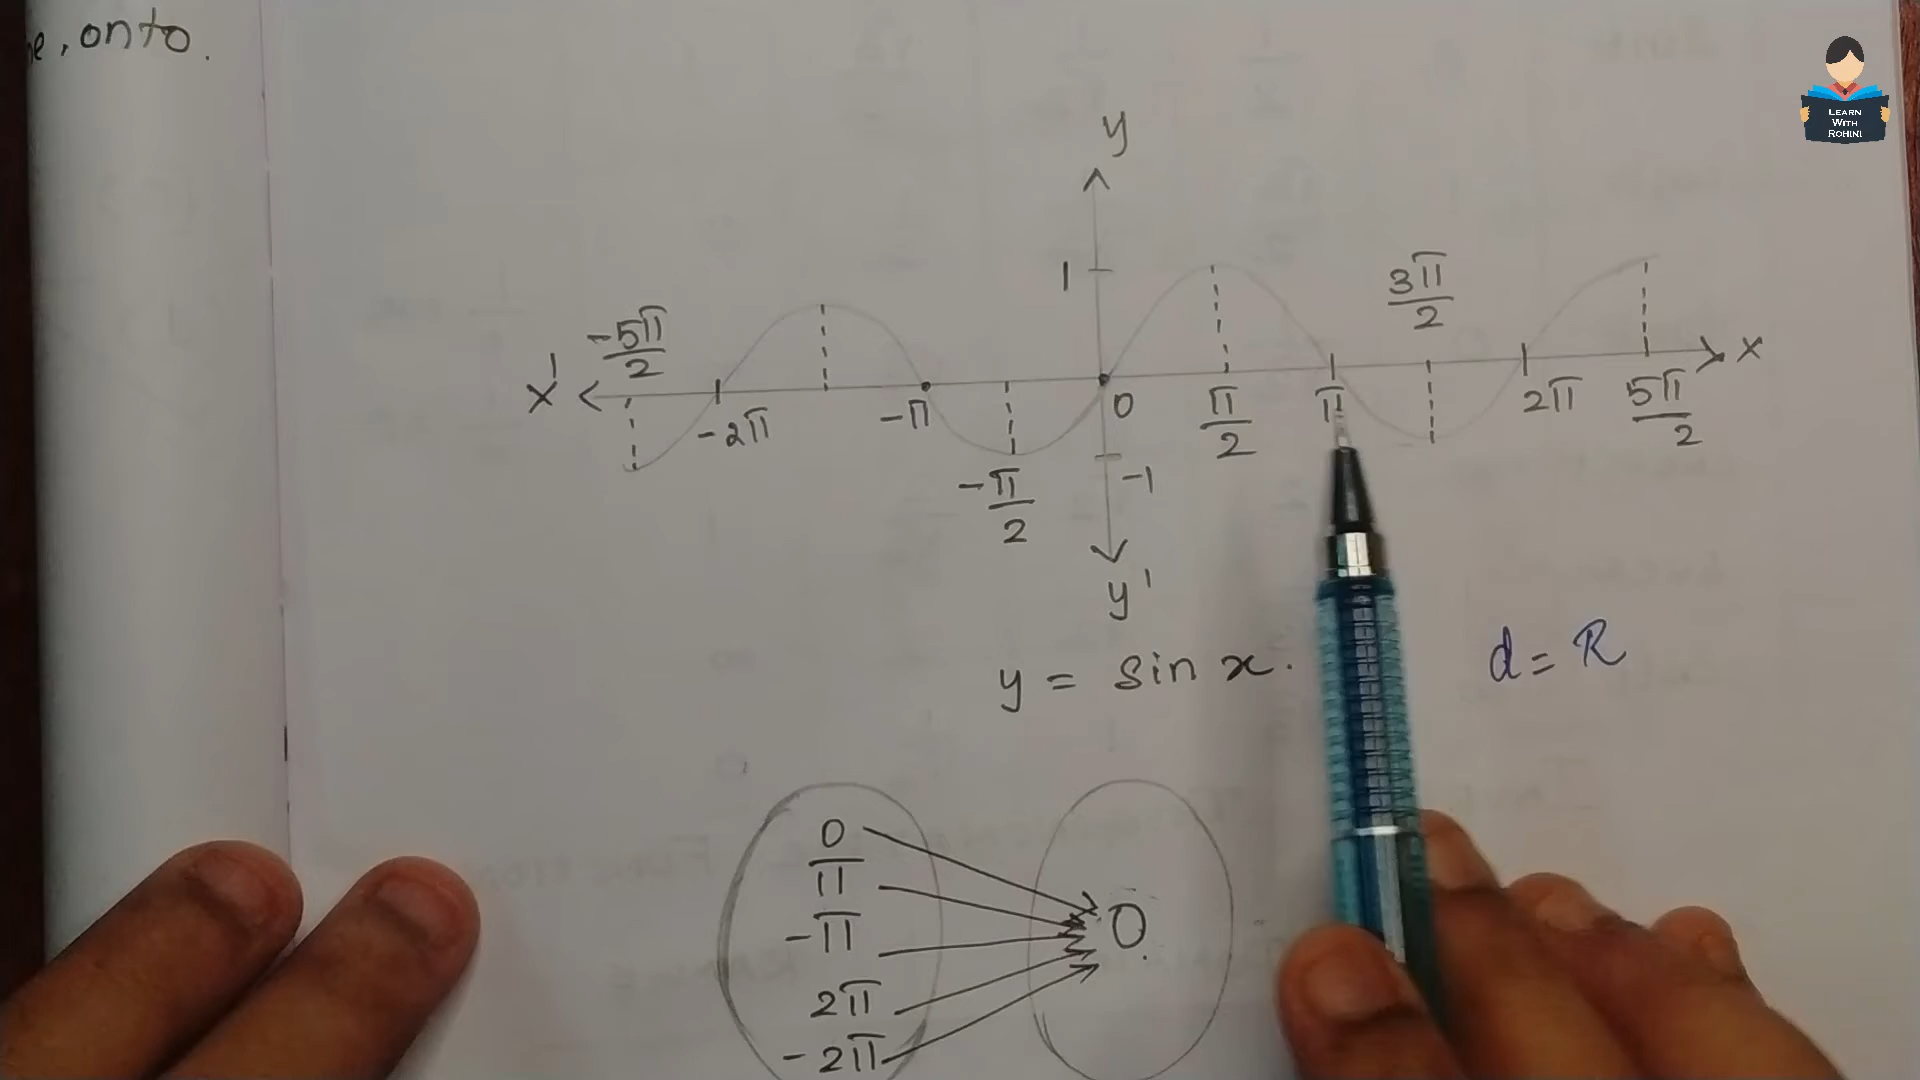 , onto.
LEARN
WITH
ROHINI
y
1
3π/2
-5π/2
x'
x
-2π
-π
0
π/2
π
2π
5π/2
-π/2
-1
y'
y = sin x.
d = R
0
π
-π
0
2π
-2π